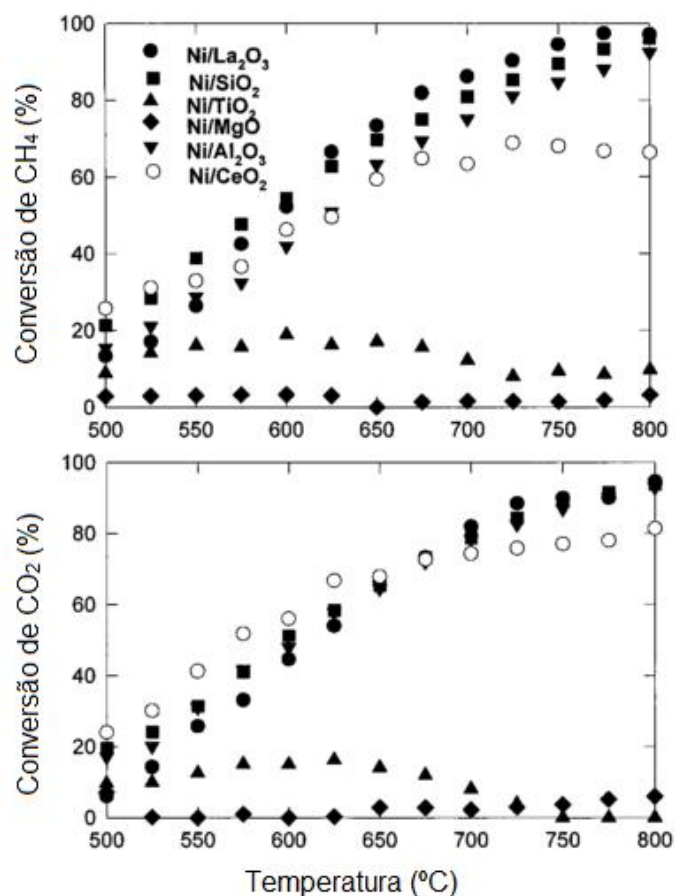 100
80
60
40
20
0
Conversão de CH₄ (%)
Ni/La₂O₃
Ni/SiO₂
Ni/TiO₂
Ni/MgO
Ni/Al₂O₃
Ni/CeO₂
500 550 600 650 700 750 800
100
80
60
40
20
0
Conversão de CO₂ (%)
500 550 600 650 700 750 800
Temperatura (ºC)